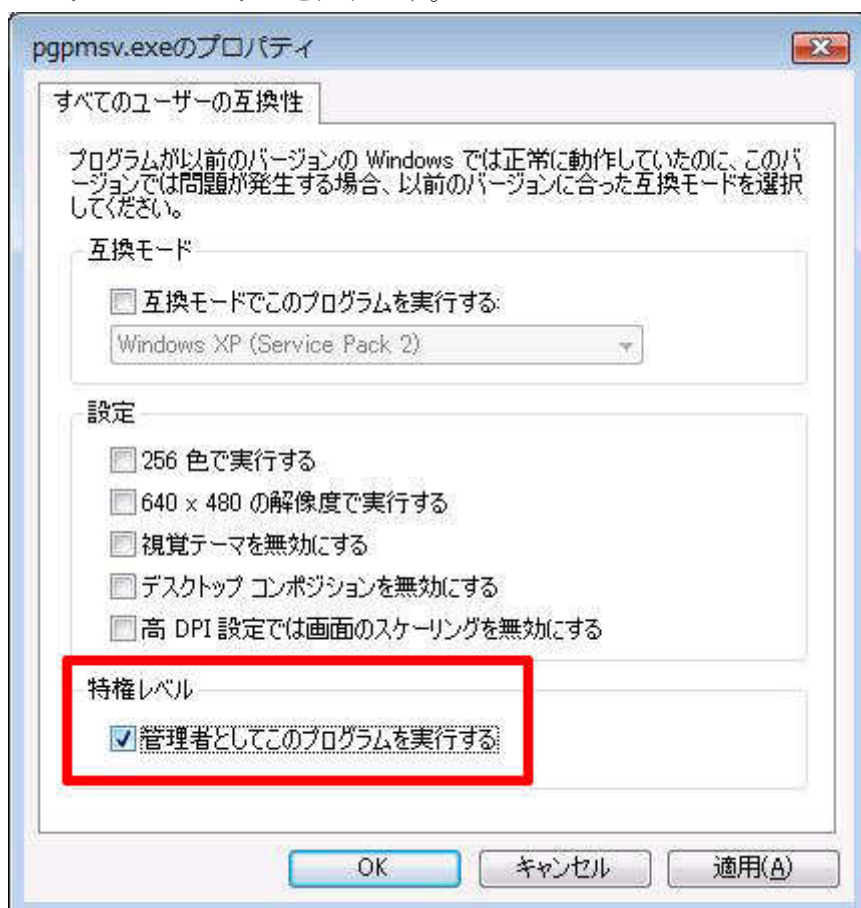 pgpmsv.exeのプロパティ
すべてのユーザーの互換性
プログラムが以前のバージョンの Windows では正常に動作していたのに、このバ
ージョンでは問題が発生する場合、以前のバージョンに合った互換モードを選択
してください。
互換モード
互換モードでこのプログラムを実行する:
Windows XP (Service Pack 2)
設定
256 色で実行する
640 x 480 の解像度で実行する
視覚テーマを無効にする
デスクトップ コンポジションを無効にする
高 DPI 設定では画面のスケーリングを無効にする
特権レベル
管理者としてこのプログラムを実行する
OK キャンセル 適用(A)